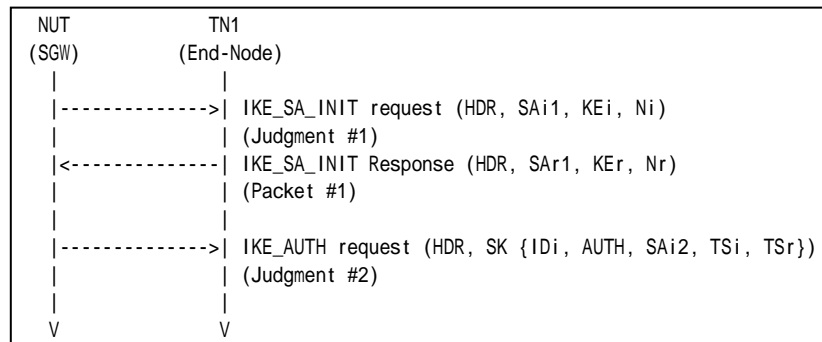 NUT TN1
(SGW) (End-Node)
| |
|-------------->| IKE_SA_INIT request (HDR, SAi1, KEi, Ni)
| | (Judgment #1)
|<--------------| IKE_SA_INIT Response (HDR, SAr1, KEr, Nr)
| | (Packet #1)
| |
|-------------->| IKE_AUTH request (HDR, SK {IDi, AUTH, SAi2, TSi, TSr})
| | (Judgment #2)
| |
V V